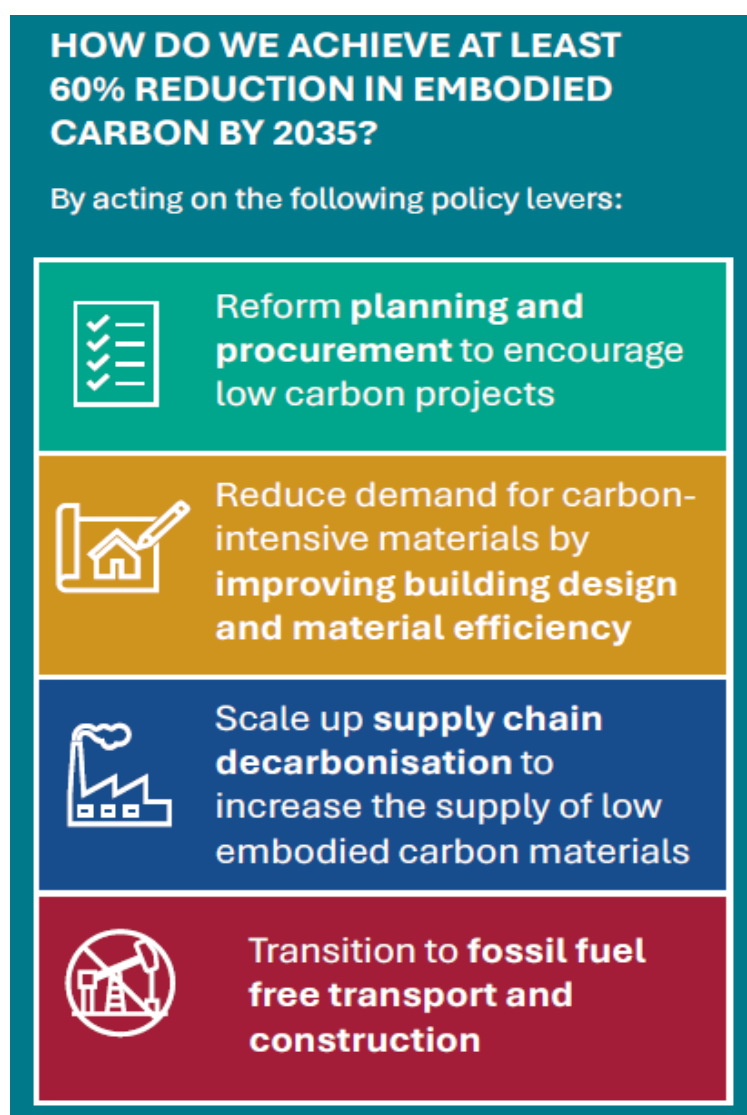 HOW DO WE ACHIEVE AT LEAST
60% REDUCTION IN EMBODIED
CARBON BY 2035?
By acting on the following policy levers:
Reform planning and
procurement to encourage
low carbon projects
Reduce demand for carbon-
intensive materials by
improving building design
and material efficiency
Scale up supply chain
decarbonisation to
increase the supply of low
embodied carbon materials
Transition to fossil fuel
free transport and
construction